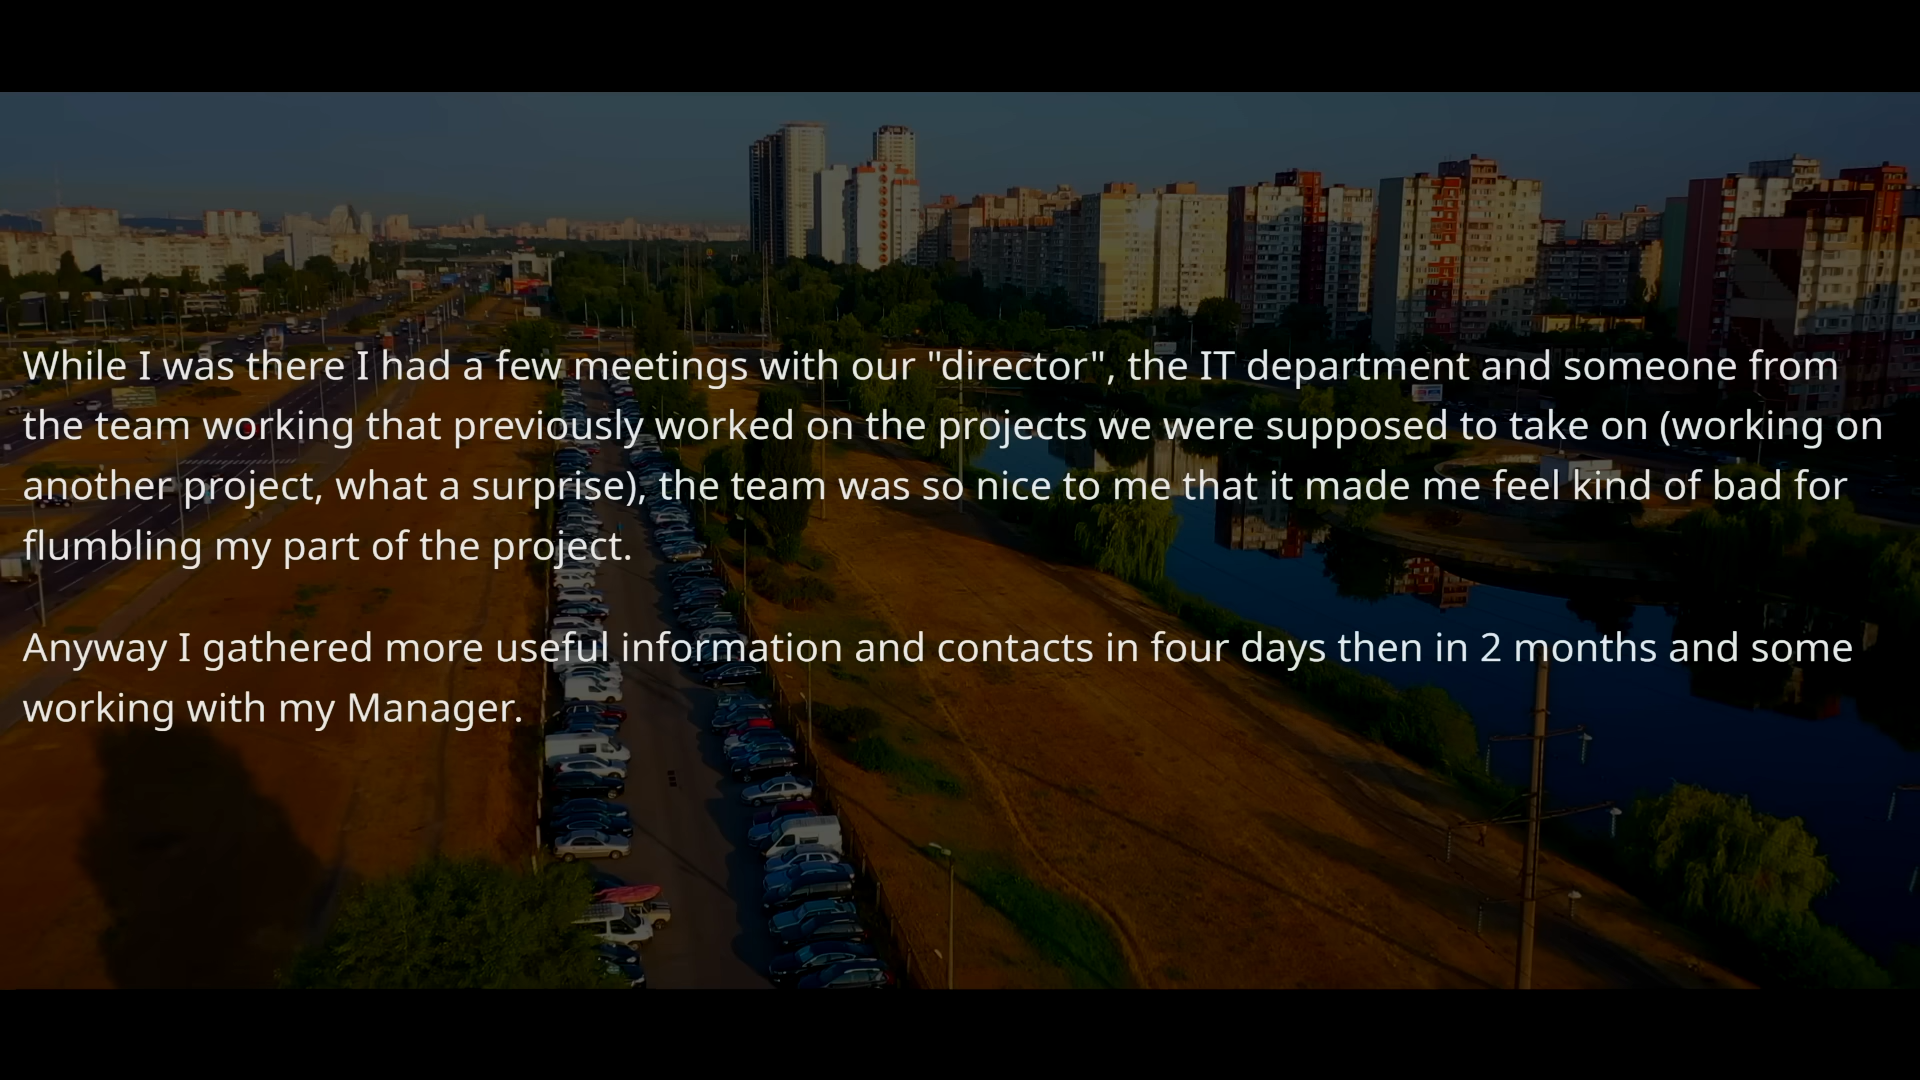 While I was there I had a few meetings with our "director", the IT department and someone from
the team working that previously worked on the projects we were supposed to take on (working on
another project, what a surprise), the team was so nice to me that it made me feel kind of bad for
flumbling my part of the project.
Anyway I gathered more useful information and contacts in four days then in 2 months and some
working with my Manager.